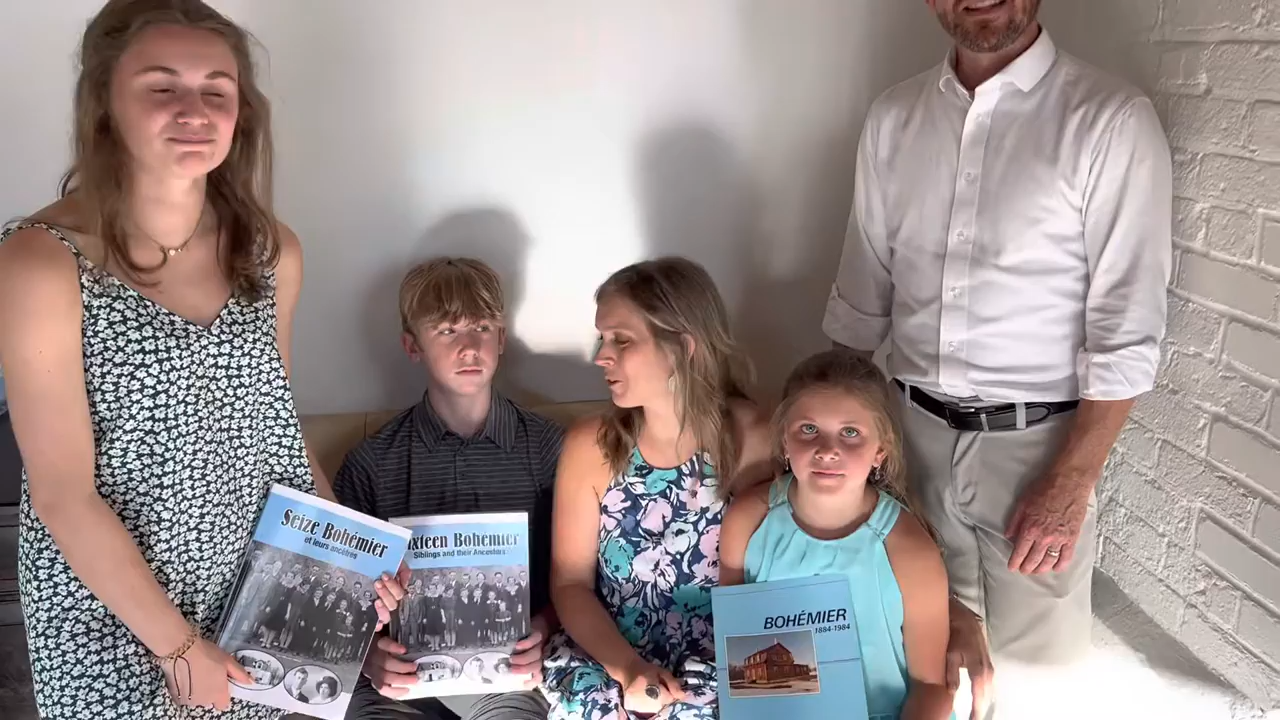 Seize Bohémier
et leurs ancêtres
ixteen Bohémier
Siblings and their Ancestors
BOHÉMIER
1884-1984